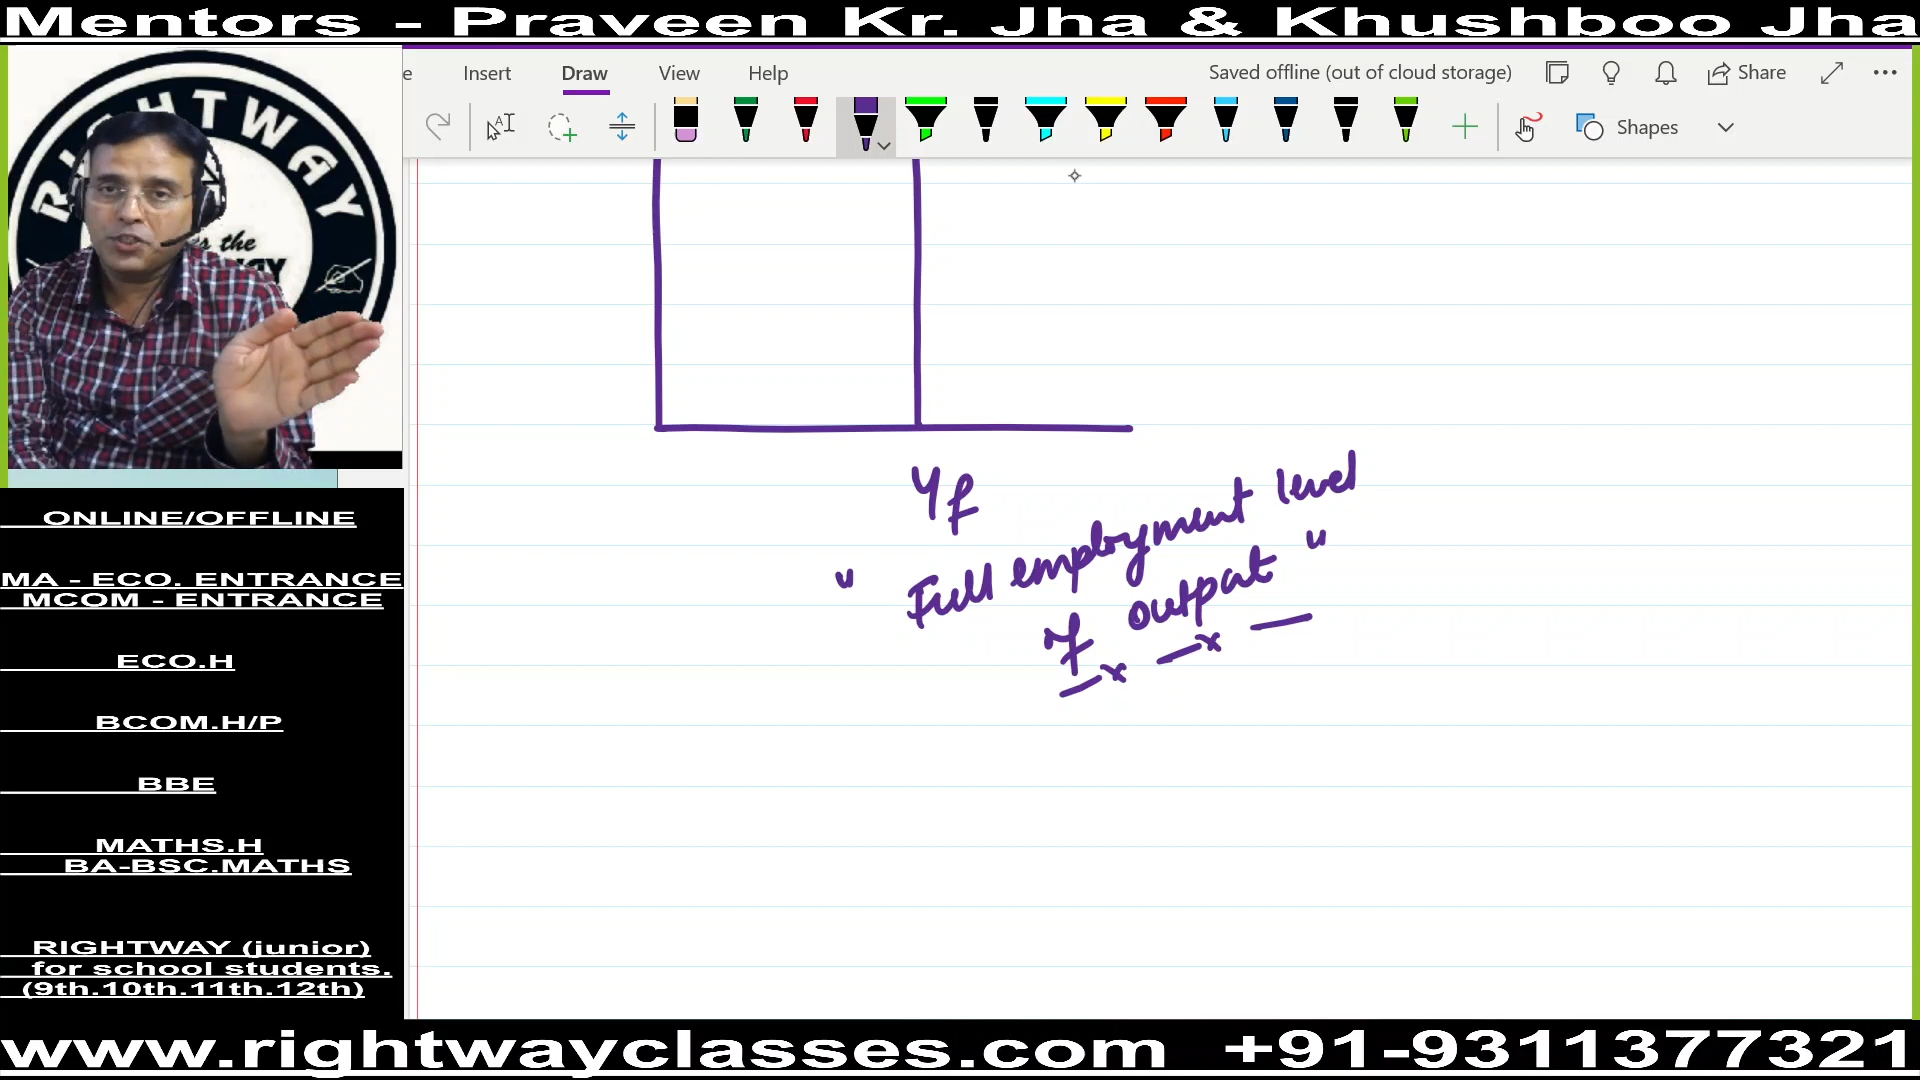 Mentors - Praveen Kr. Jha & Khushboo Jha
Insert Draw View Help
Saved offline (out of cloud storage)
Share
Shapes
RIGHTWAY
ONLINE/OFFLINE
MA - ECO. ENTRANCE
MCOM - ENTRANCE
ECO.H
BCOM.H/P
BBE
MATHS.H
BA-BSC.MATHS
RIGHTWAY (junior)
for school students.
(9th.10th.11th.12th)
Yf
" Full employment level
of output "
www.rightwayclasses.com +91-9311377321